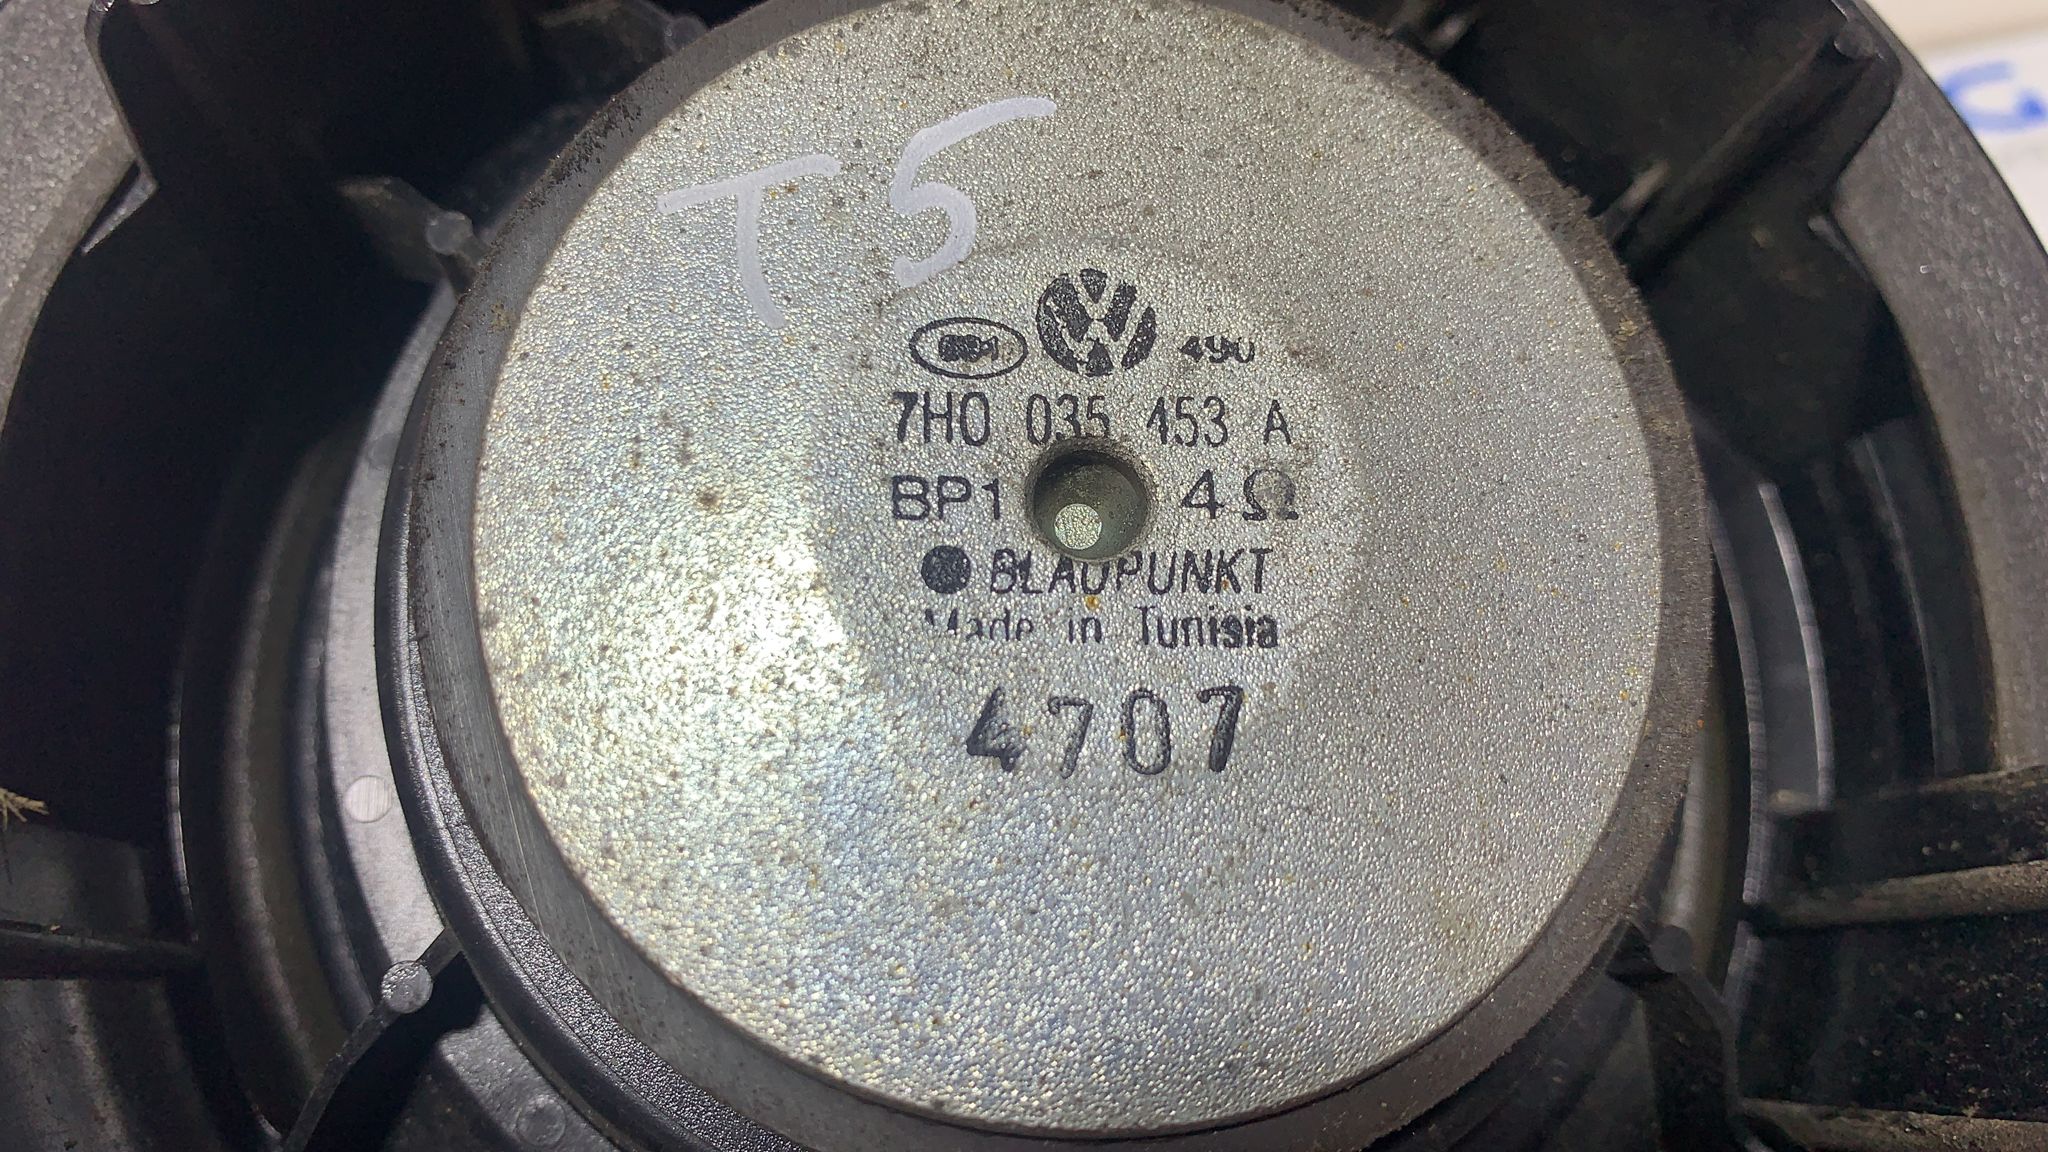 T5
490
7H0 035 453 A
BP1 4Ω
BLAUPUNKT
Made in Tunisia
4707